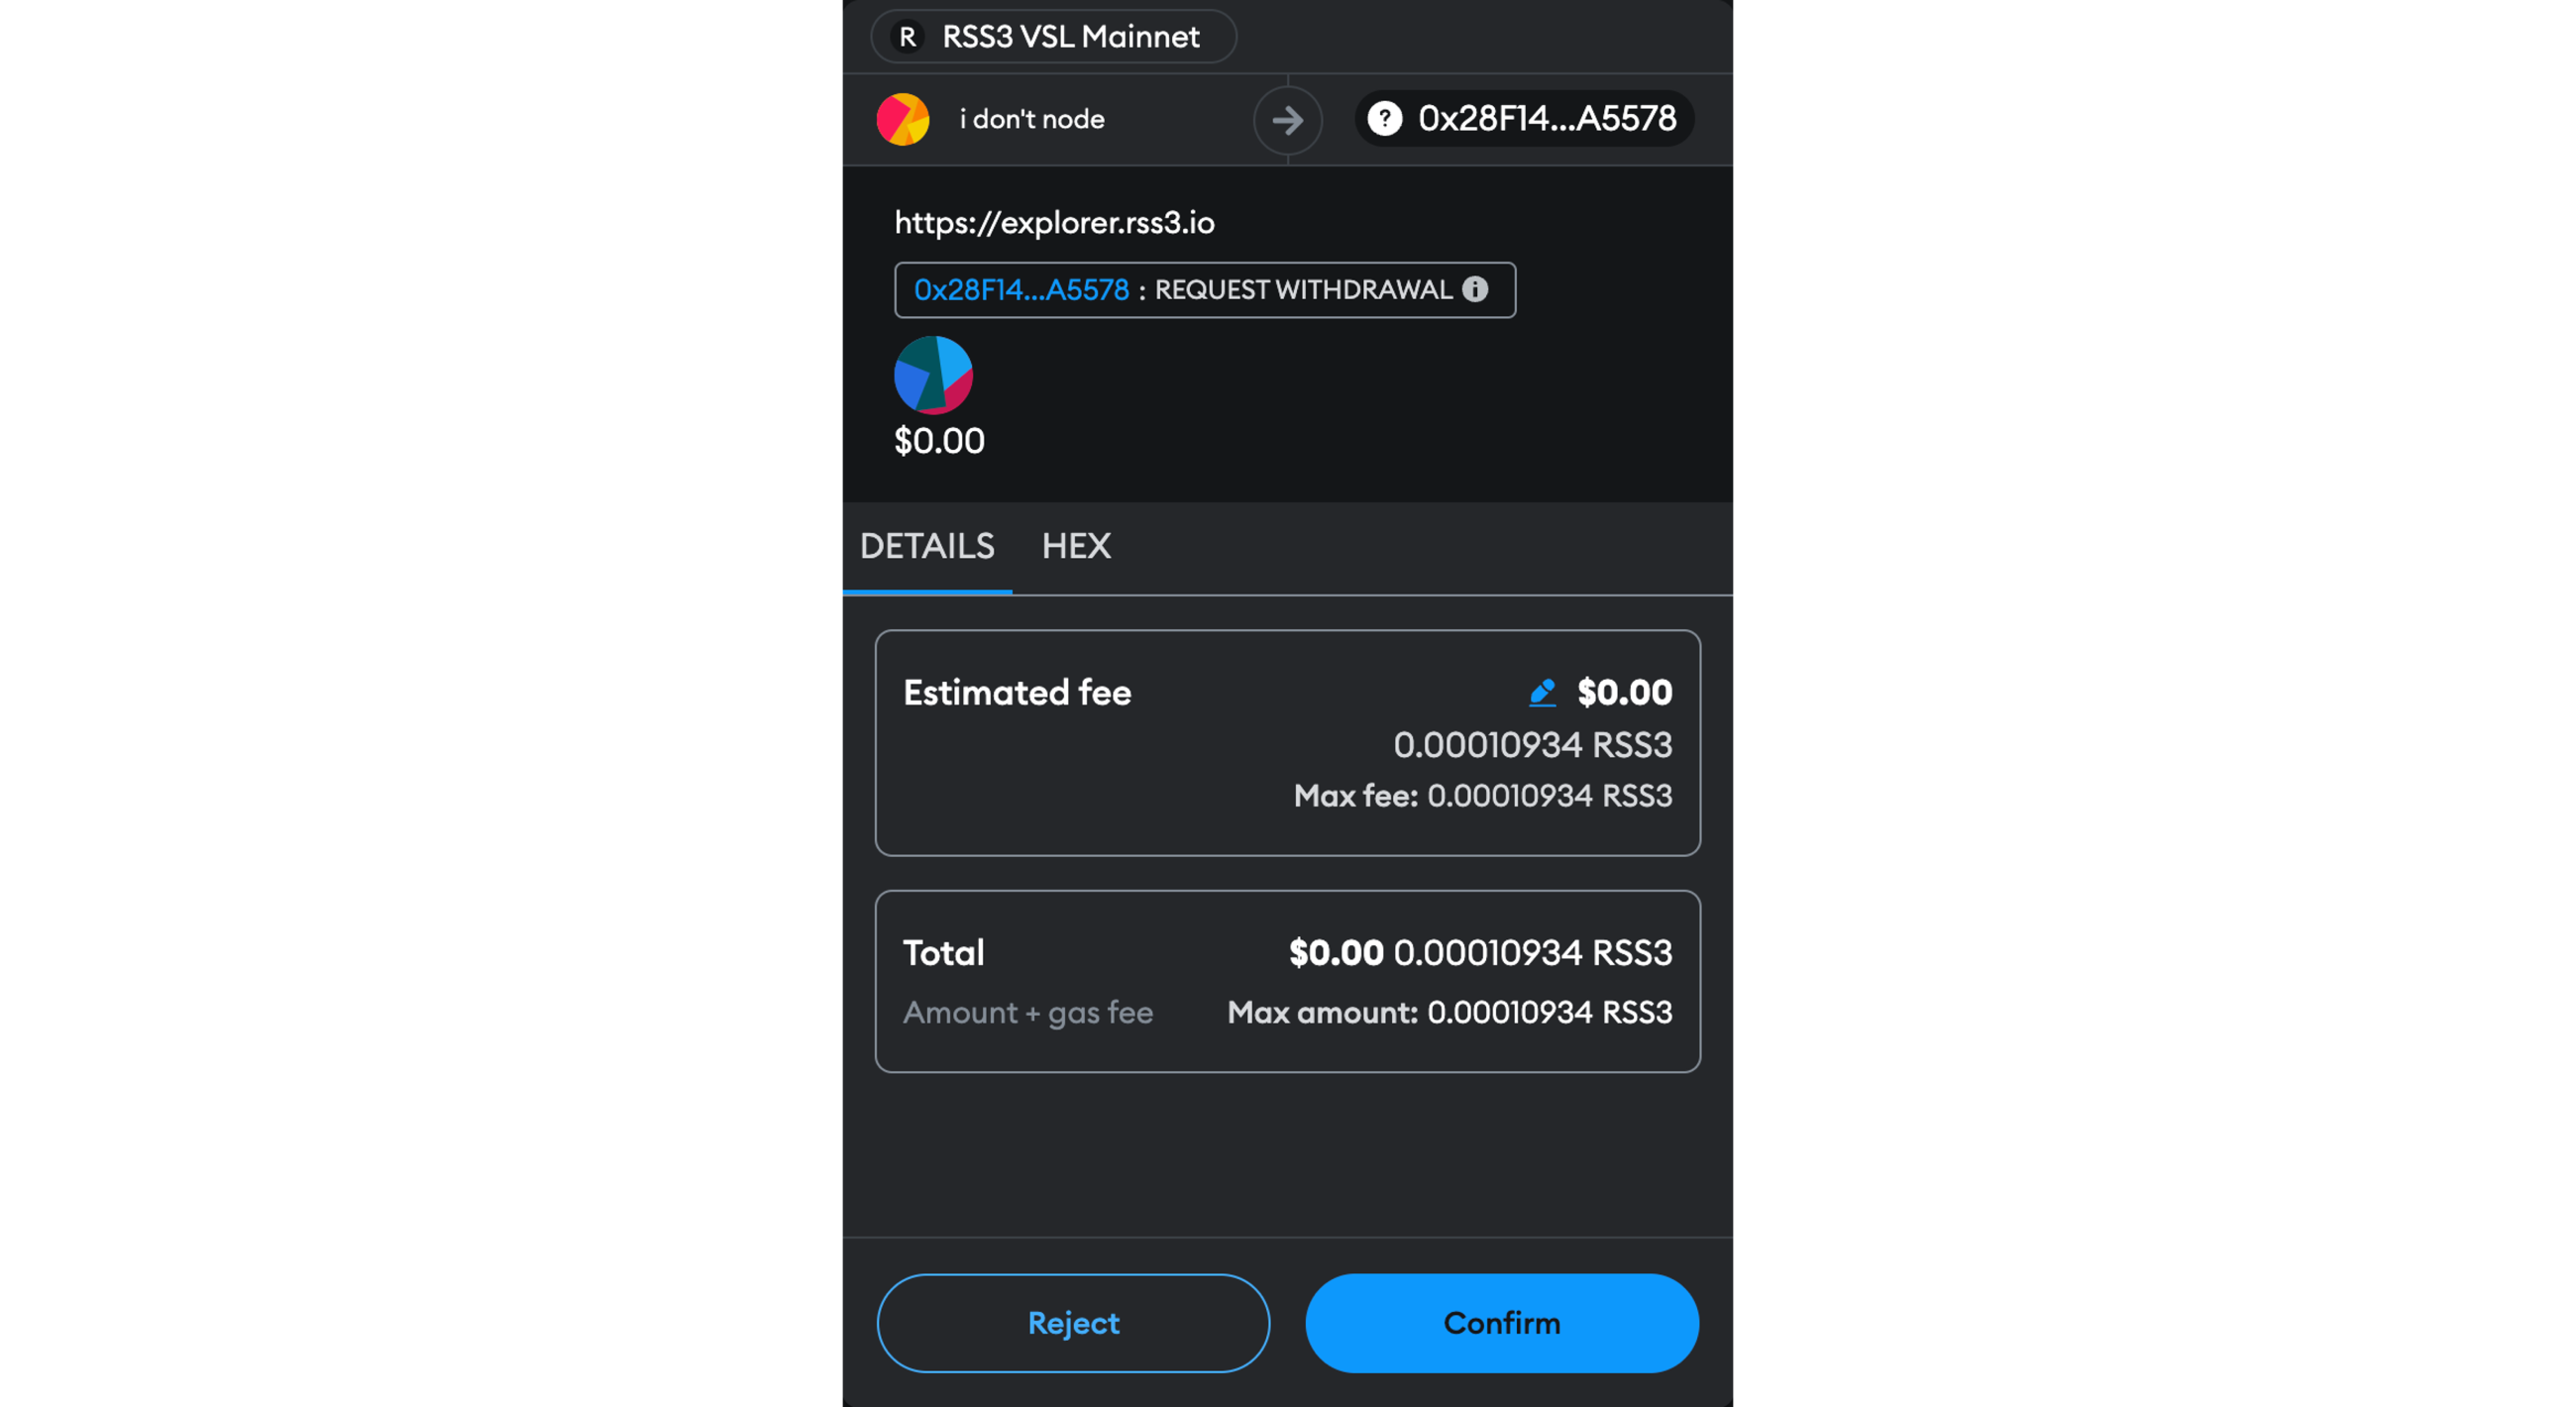 R RSS3 VSL Mainnet
i don't node ? 0x28F14...A5578
https://explorer.rss3.io
0x28F14...A5578 : REQUEST WITHDRAWAL i
$0.00
DETAILS HEX
Estimated fee $0.00
0.00010934 RSS3
Max fee: 0.00010934 RSS3
Total $0.00 0.00010934 RSS3
Amount + gas fee Max amount: 0.00010934 RSS3
Reject Confirm